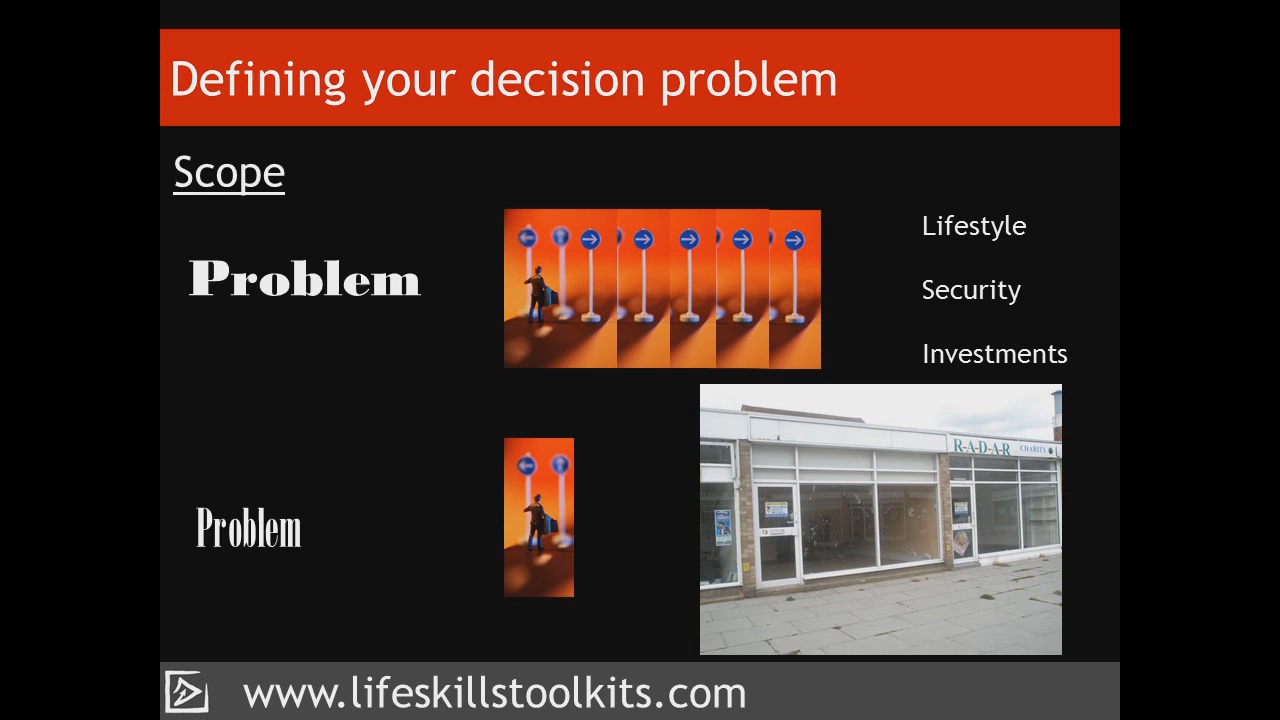 Defining your decision problem
Scope
Lifestyle
Problem
Security
Investments
R-A-D-A-R CHARITY
Problem
www.lifeskillstoolkits.com